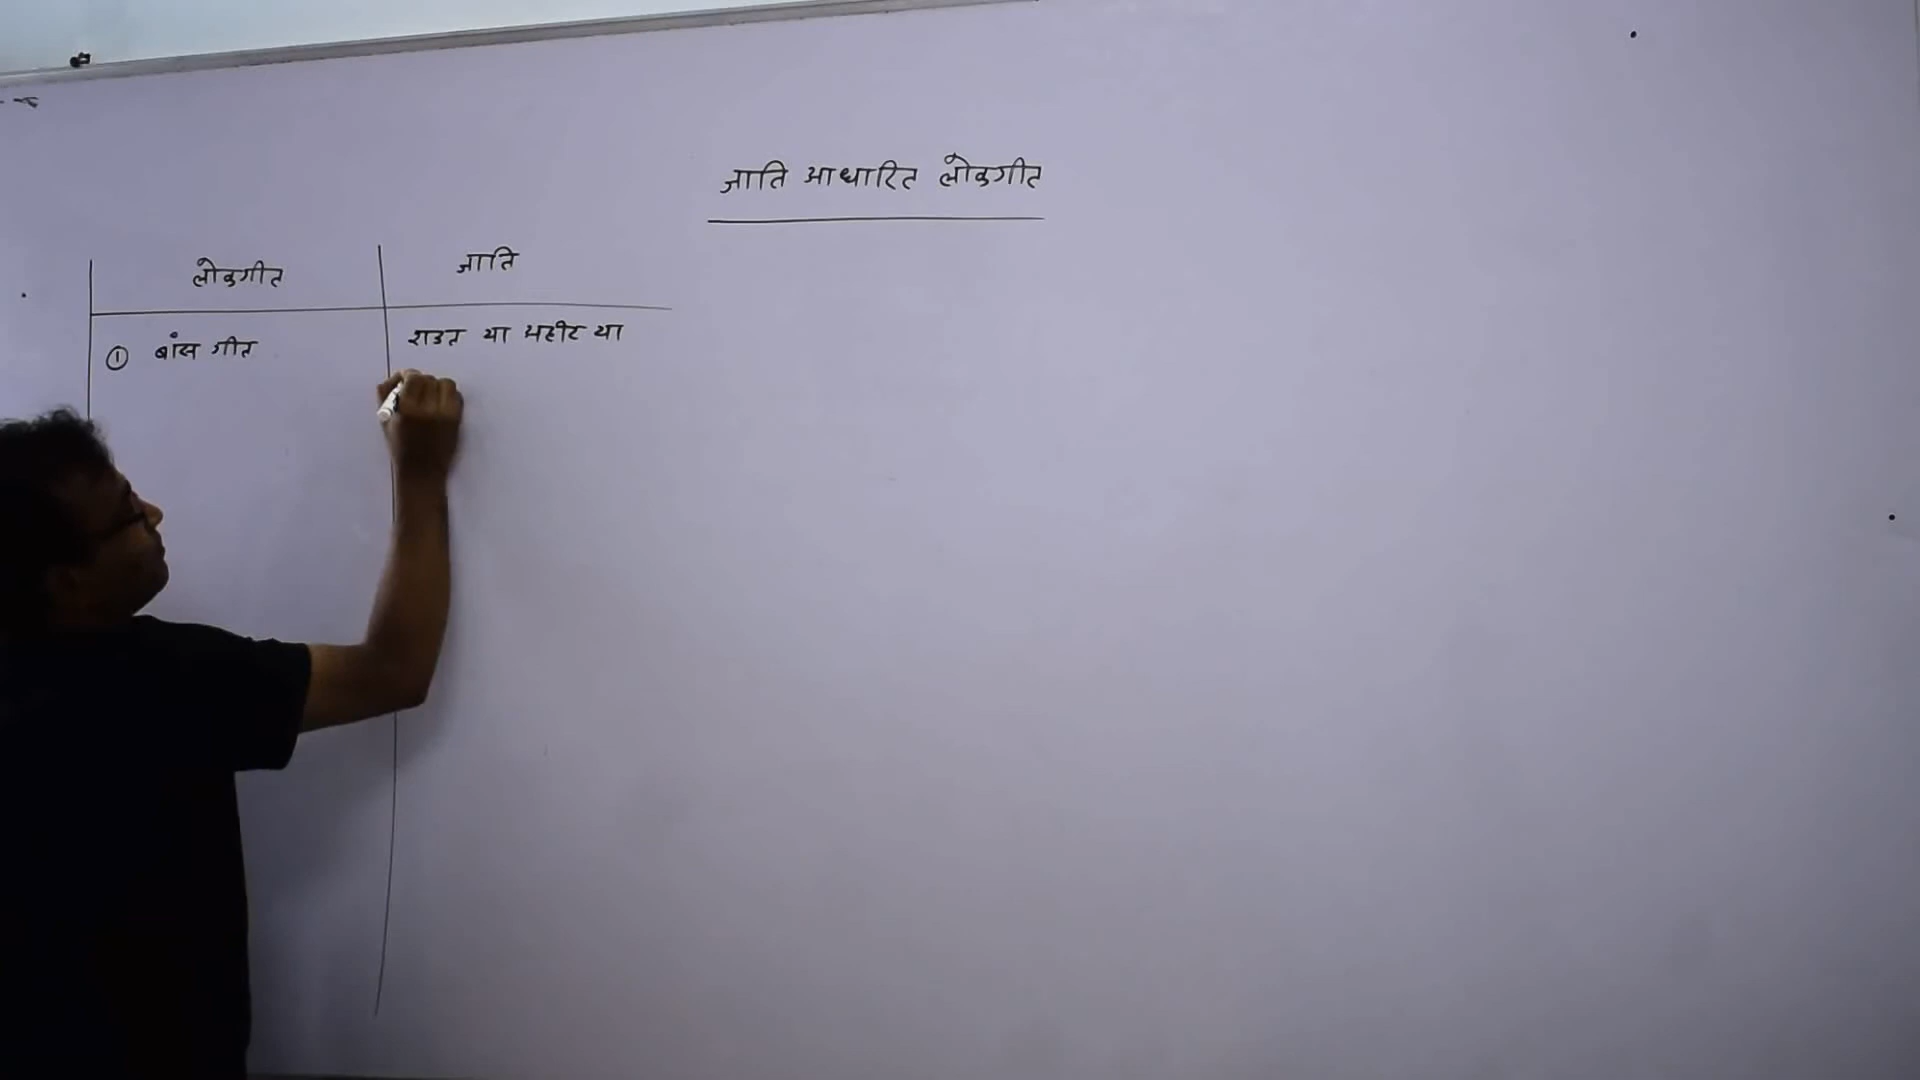 जाति आधारित लोकगीत
लोकगीत जाति
① बांस गीत राउत या अहीर या